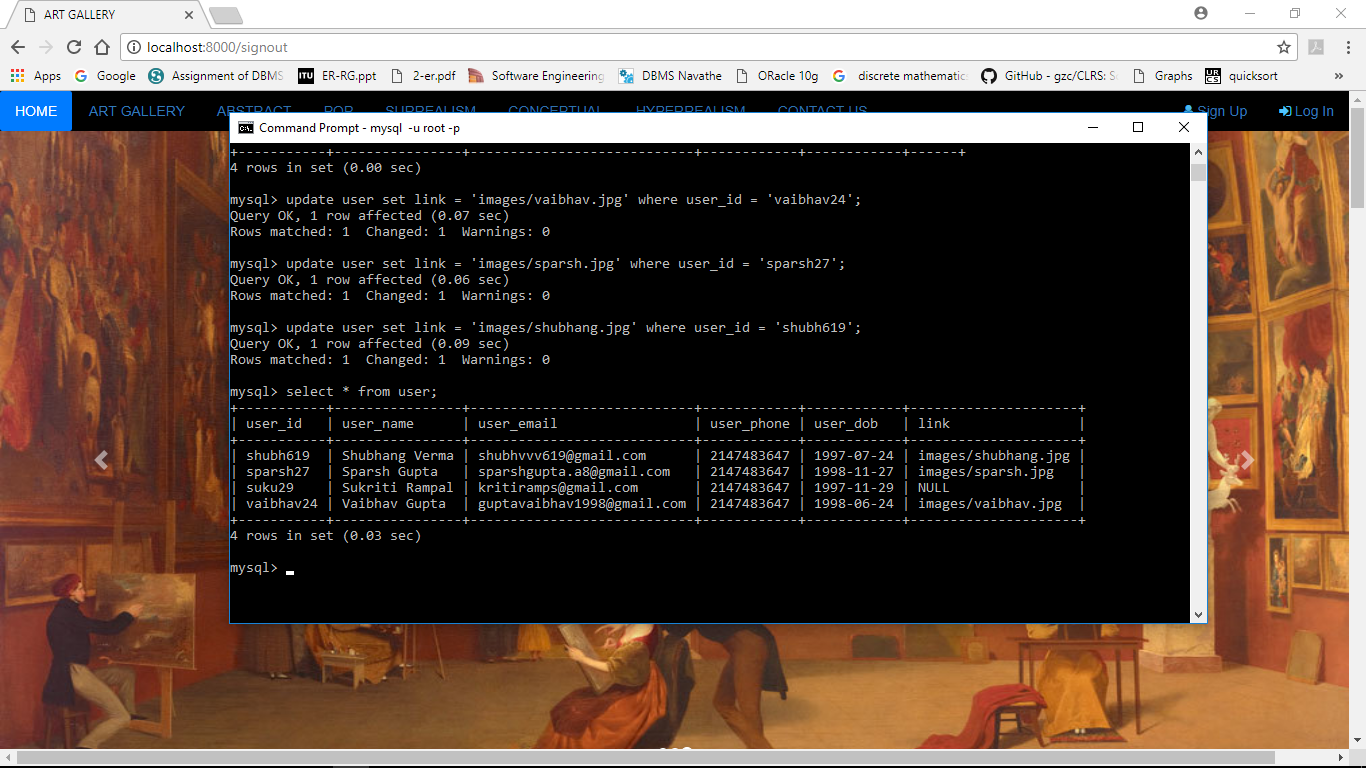 ART GALLERY
localhost:8000/signout
Apps Google Assignment of DBMS ITU ER-RG.ppt 2-er.pdf Software Engineering DBMS Navathe ORacle 10g discrete mathematics GitHub - gzc/CLRS: S Graphs UR CS quicksort »
HOME ART GALLERY ABSTRACT POP SURREALISM CONCEPTUAL HYPERREALISM CONTACT US Sign Up Log In
Command Prompt - mysql -u root -p
+-----------+----------------+----------------------------+------------+------------+------+
4 rows in set (0.00 sec)
mysql> update user set link = 'images/vaibhav.jpg' where user_id = 'vaibhav24';
Query OK, 1 row affected (0.07 sec)
Rows matched: 1  Changed: 1  Warnings: 0
mysql> update user set link = 'images/sparsh.jpg' where user_id = 'sparsh27';
Query OK, 1 row affected (0.06 sec)
Rows matched: 1  Changed: 1  Warnings: 0
mysql> update user set link = 'images/shubhang.jpg' where user_id = 'shubh619';
Query OK, 1 row affected (0.09 sec)
Rows matched: 1  Changed: 1  Warnings: 0
mysql> select * from user;
+-----------+----------------+----------------------------+------------+------------+---------------------+
| user_id   | user_name      | user_email                 | user_phone | user_dob   | link                |
+-----------+----------------+----------------------------+------------+------------+---------------------+
| shubh619  | Shubhang Verma | shubhvvv619@gmail.com      | 2147483647 | 1997-07-24 | images/shubhang.jpg |
| sparsh27  | Sparsh Gupta   | sparshgupta.a8@gmail.com   | 2147483647 | 1998-11-27 | images/sparsh.jpg   |
| suku29    | Sukriti Rampal | kritiramps@gmail.com       | 2147483647 | 1997-11-29 | NULL                |
| vaibhav24 | Vaibhav Gupta  | guptavaibhav1998@gmail.com | 2147483647 | 1998-06-24 | images/vaibhav.jpg  |
+-----------+----------------+----------------------------+------------+------------+---------------------+
4 rows in set (0.03 sec)
mysql>